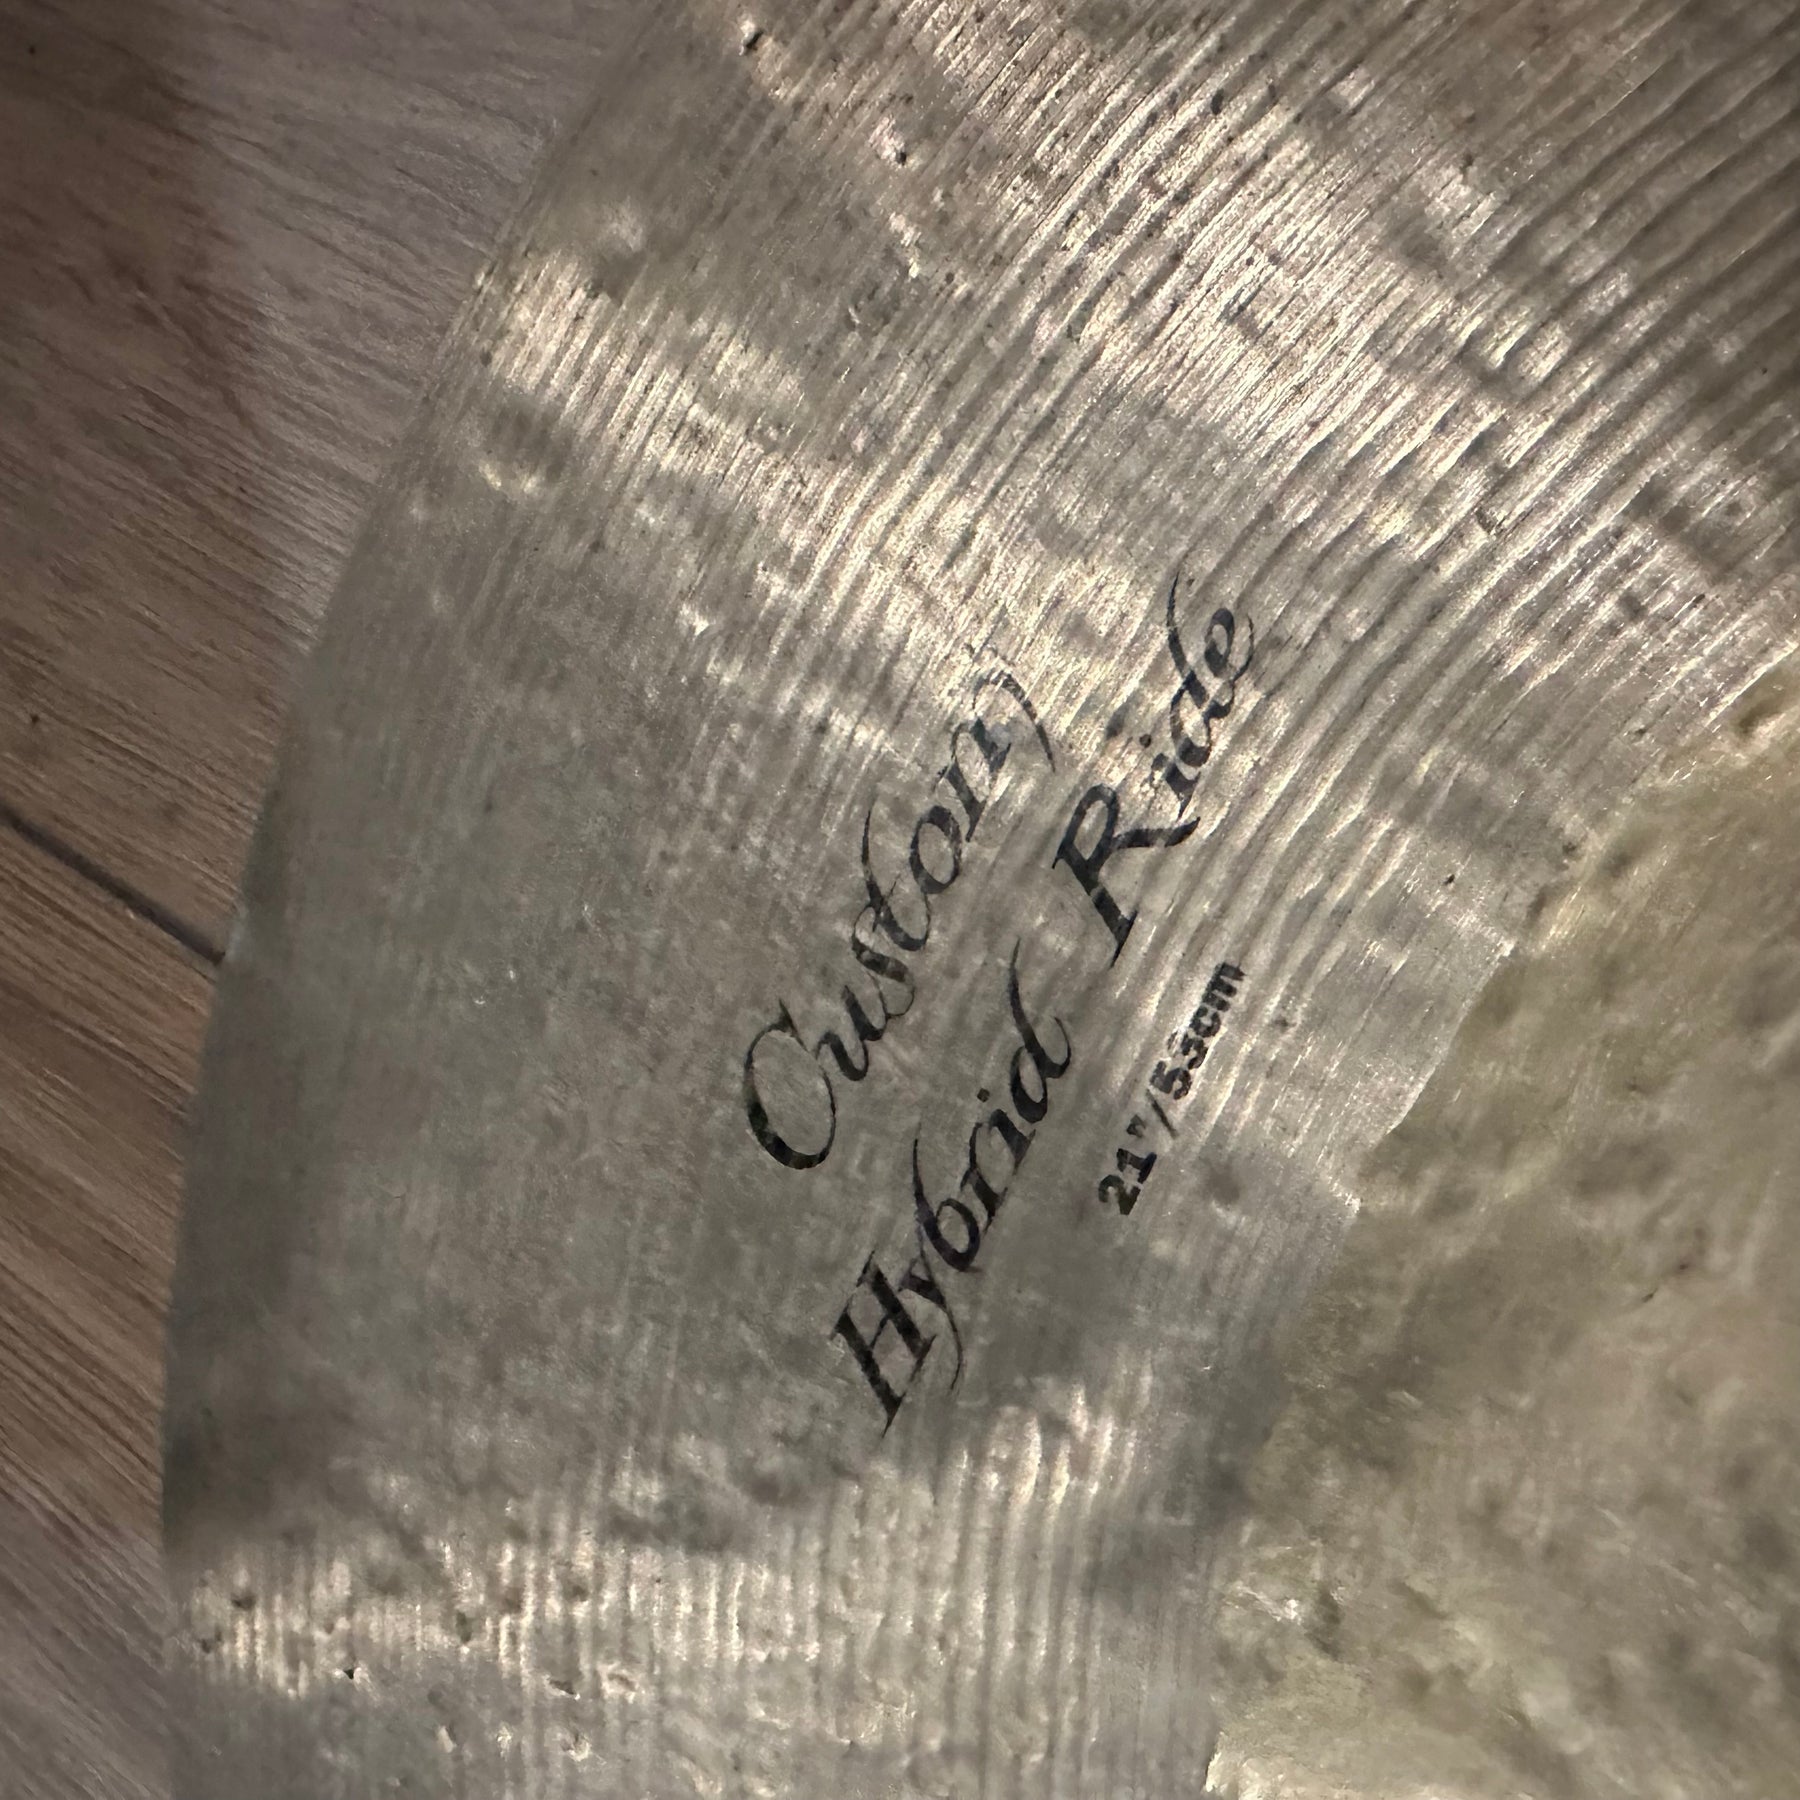 Custom
Hybrid Ride
21"/53cm